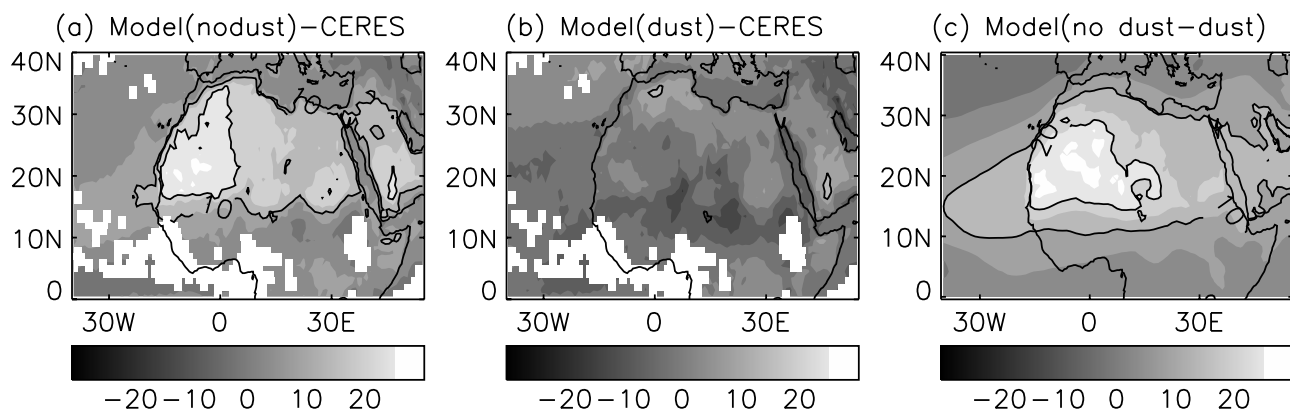 (a) Model(nodust)-CERES
(b) Model(dust)-CERES
(c) Model(no dust-dust)
40N
30N
20N
10N
0
30W 0 30E
10
10
-20 -10 0 10 20
40N
30N
20N
10N
0
30W 0 30E
-20 -10 0 10 20
40N
30N
20N
10N
0
30W 0 30E
-20 -10 0 10 20